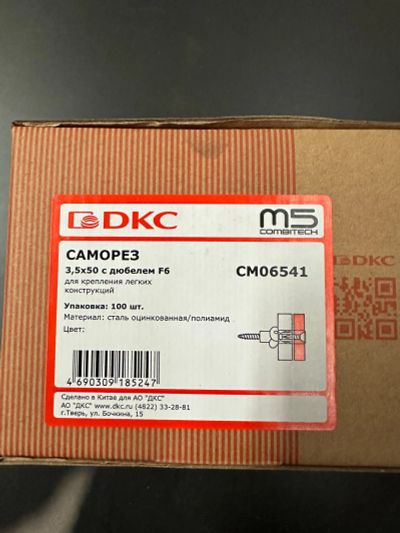 DKC
M5
COMBITECH
САМОРЕЗ
3,5x50 с дюбелем F6
CM06541
для крепления легких
конструкций
Упаковка: 100 шт.
Материал: сталь оцинкованная/полиамид
Цвет:
4 690309 185247
Сделано в Китае для АО "ДКС"
АО "ДКС" www.dkc.ru (4822) 33-28-81
г.Тверь, ул. Бочкина, 15
DKC